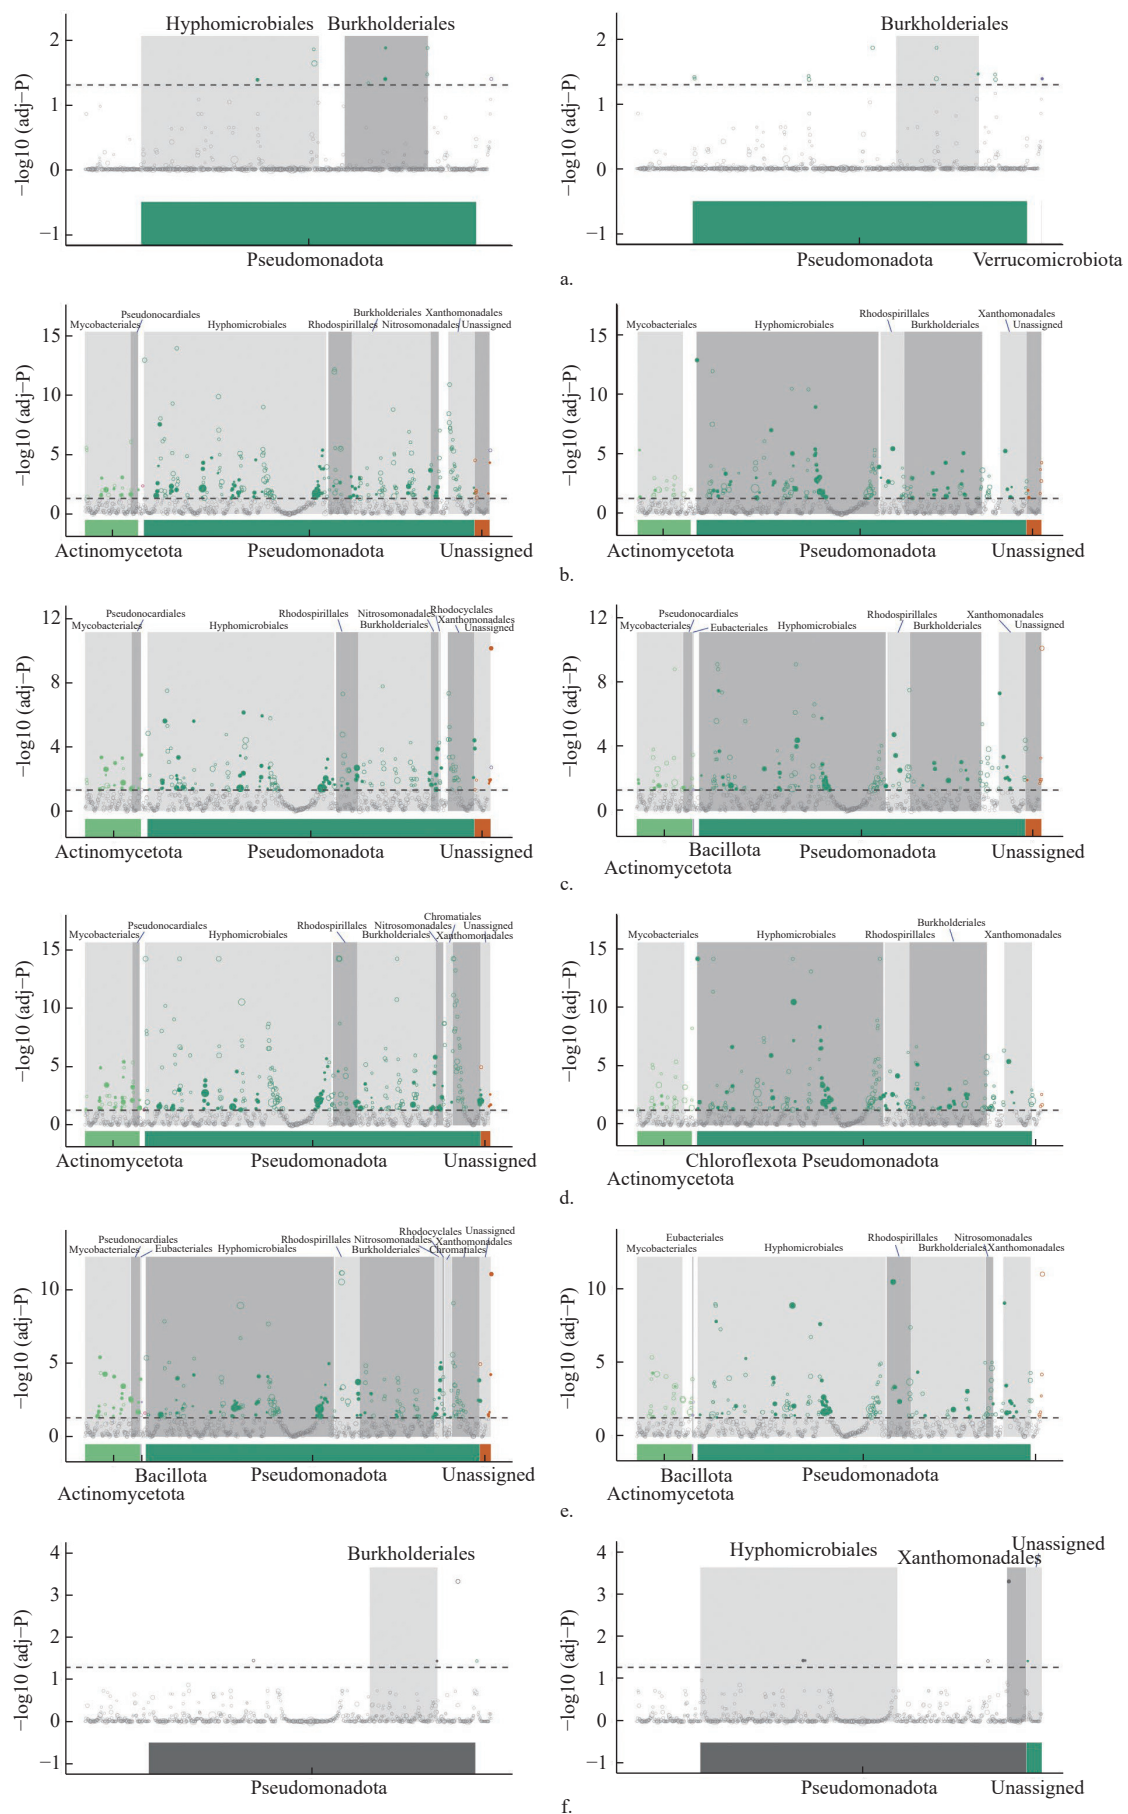 Hyphomicrobiales Burkholderiales
2
1
0
−1
−log10 (adj−P)
Pseudomonadota
Burkholderiales
2
1
0
−1
−log10 (adj−P)
Pseudomonadota Verrucomicrobiota
a.
Burkholderiales Xanthomonadales
Pseudonocardiales
Mycobacteriales Hyphomicrobiales Rhodospirillales Nitrosomonadales Unassigned
15
10
5
0
−log10 (adj−P)
Actinomycetota Pseudomonadota Unassigned
Rhodospirillales Xanthomonadales
Mycobacteriales Hyphomicrobiales Burkholderiales Unassigned
15
10
5
0
−log10 (adj−P)
Actinomycetota Pseudomonadota Unassigned
b.
Rhodocyclales
Pseudonocardiales Rhodospirillales Nitrosomonadales Xanthomonadales
Mycobacteriales Hyphomicrobiales Burkholderiales Unassigned
12
8
4
0
−log10 (adj−P)
Actinomycetota Pseudomonadota Unassigned
Pseudonocardiales Rhodospirillales Xanthomonadales
Mycobacteriales Eubacteriales Hyphomicrobiales Burkholderiales Unassigned
12
8
4
0
−log10 (adj−P)
Bacillota Pseudomonadota Unassigned
Actinomycetota
c.
Chromatiales
Pseudonocardiales Rhodospirillales Nitrosomonadales Unassigned
Mycobacteriales Hyphomicrobiales Burkholderiales Xanthomonadales
15
10
5
0
−log10 (adj−P)
Actinomycetota Pseudomonadota Unassigned
Burkholderiales
Mycobacteriales Hyphomicrobiales Rhodospirillales Xanthomonadales
15
10
5
0
−log10 (adj−P)
Chloroflexota Pseudomonadota
Actinomycetota
d.
Rhodocyclales Unassigned
Pseudonocardiales Rhodospirillales Nitrosomonadales Xanthomonadales
Mycobacteriales Eubacteriales Hyphomicrobiales Burkholderiales Chromatiales
10
5
0
−log10 (adj−P)
Bacillota Pseudomonadota Unassigned
Actinomycetota
Eubacteriales Rhodospirillales Nitrosomonadales
Mycobacteriales Hyphomicrobiales Burkholderiales Xanthomonadales
10
5
0
−log10 (adj−P)
Bacillota Pseudomonadota
Actinomycetota
e.
Burkholderiales
4
3
2
1
0
−1
−log10 (adj−P)
Pseudomonadota
Unassigned
Hyphomicrobiales Xanthomonadales
4
3
2
1
0
−1
−log10 (adj−P)
Pseudomonadota Unassigned
f.